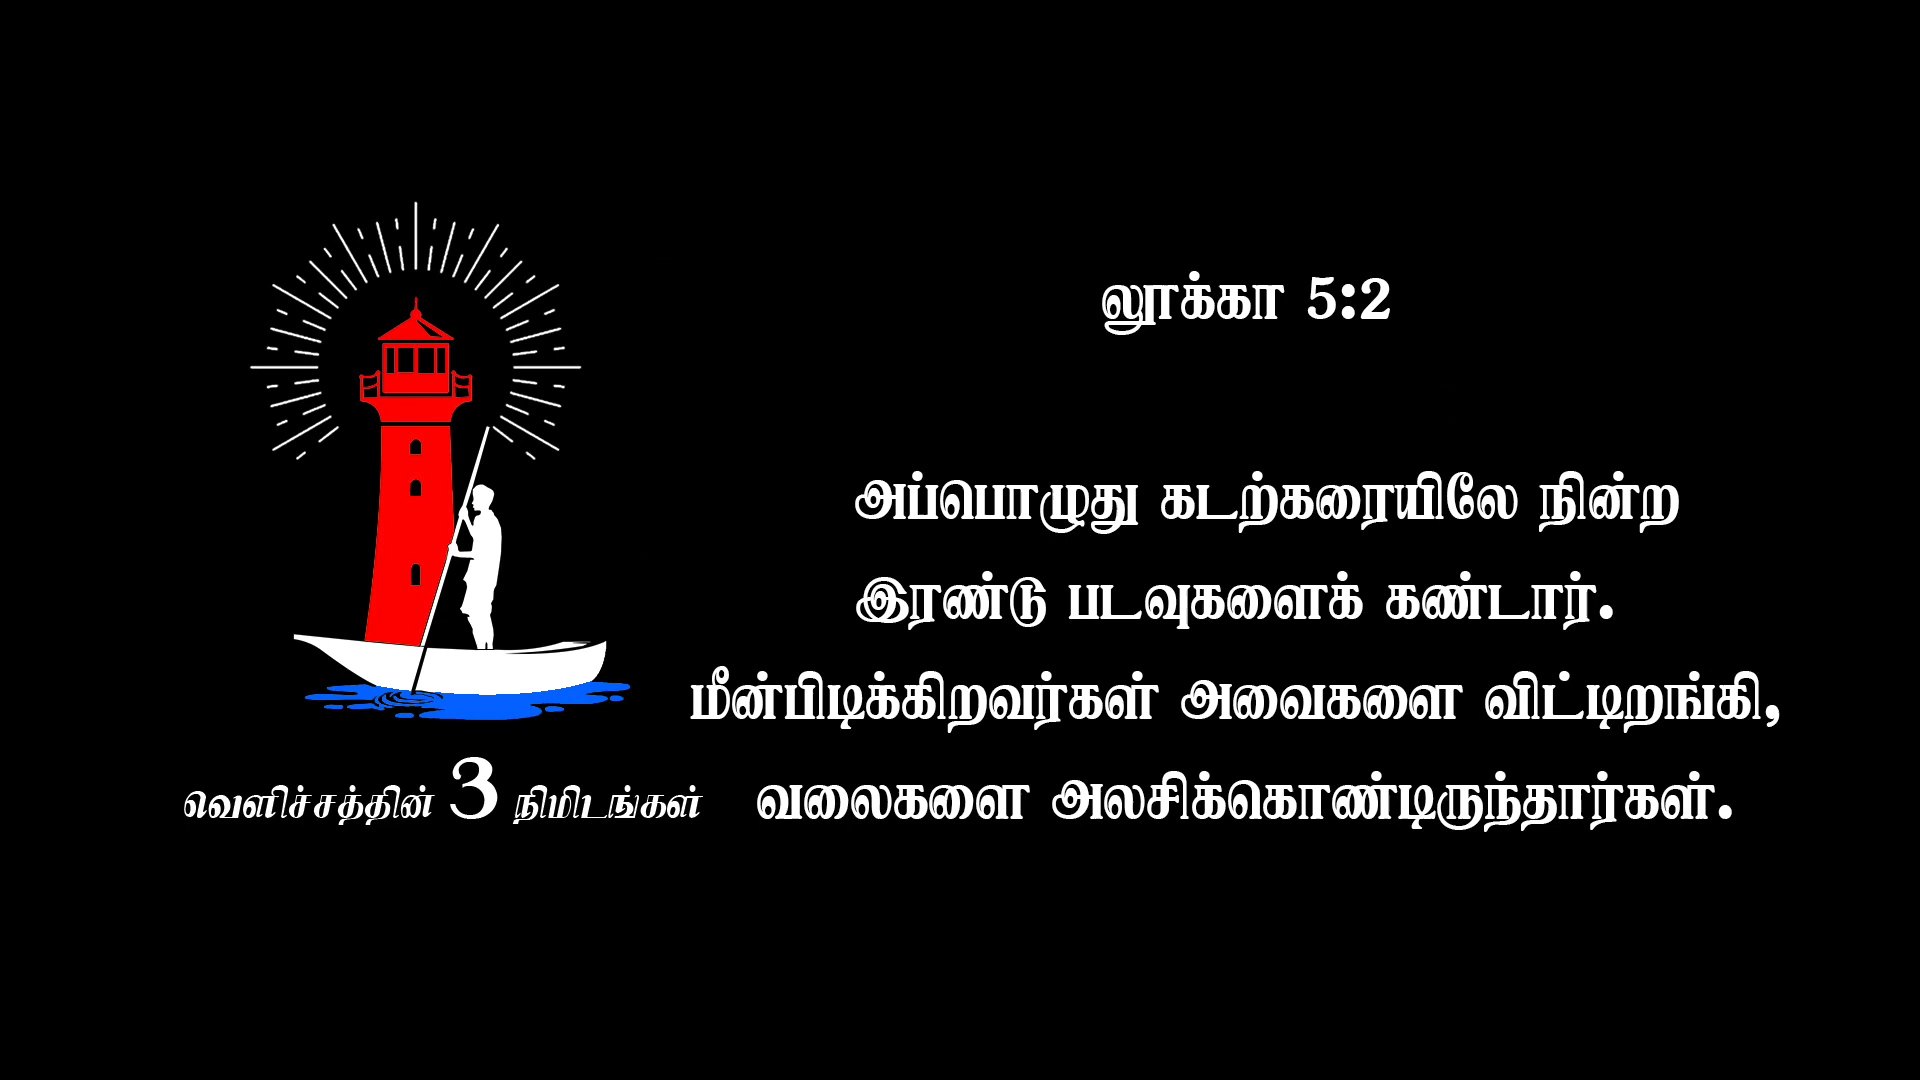 லூக்கா 5:2
அப்பொழுது கடற்கரையிலே நின்ற
இரண்டு படவுகளைக் கண்டார்.
மீன்பிடிக்கிறவர்கள் அவைகளை விட்டிறங்கி,
வலைகளை அலசிக்கொண்டிருந்தார்கள்.
வெளிச்சத்தின் 3 நிமிடங்கள்